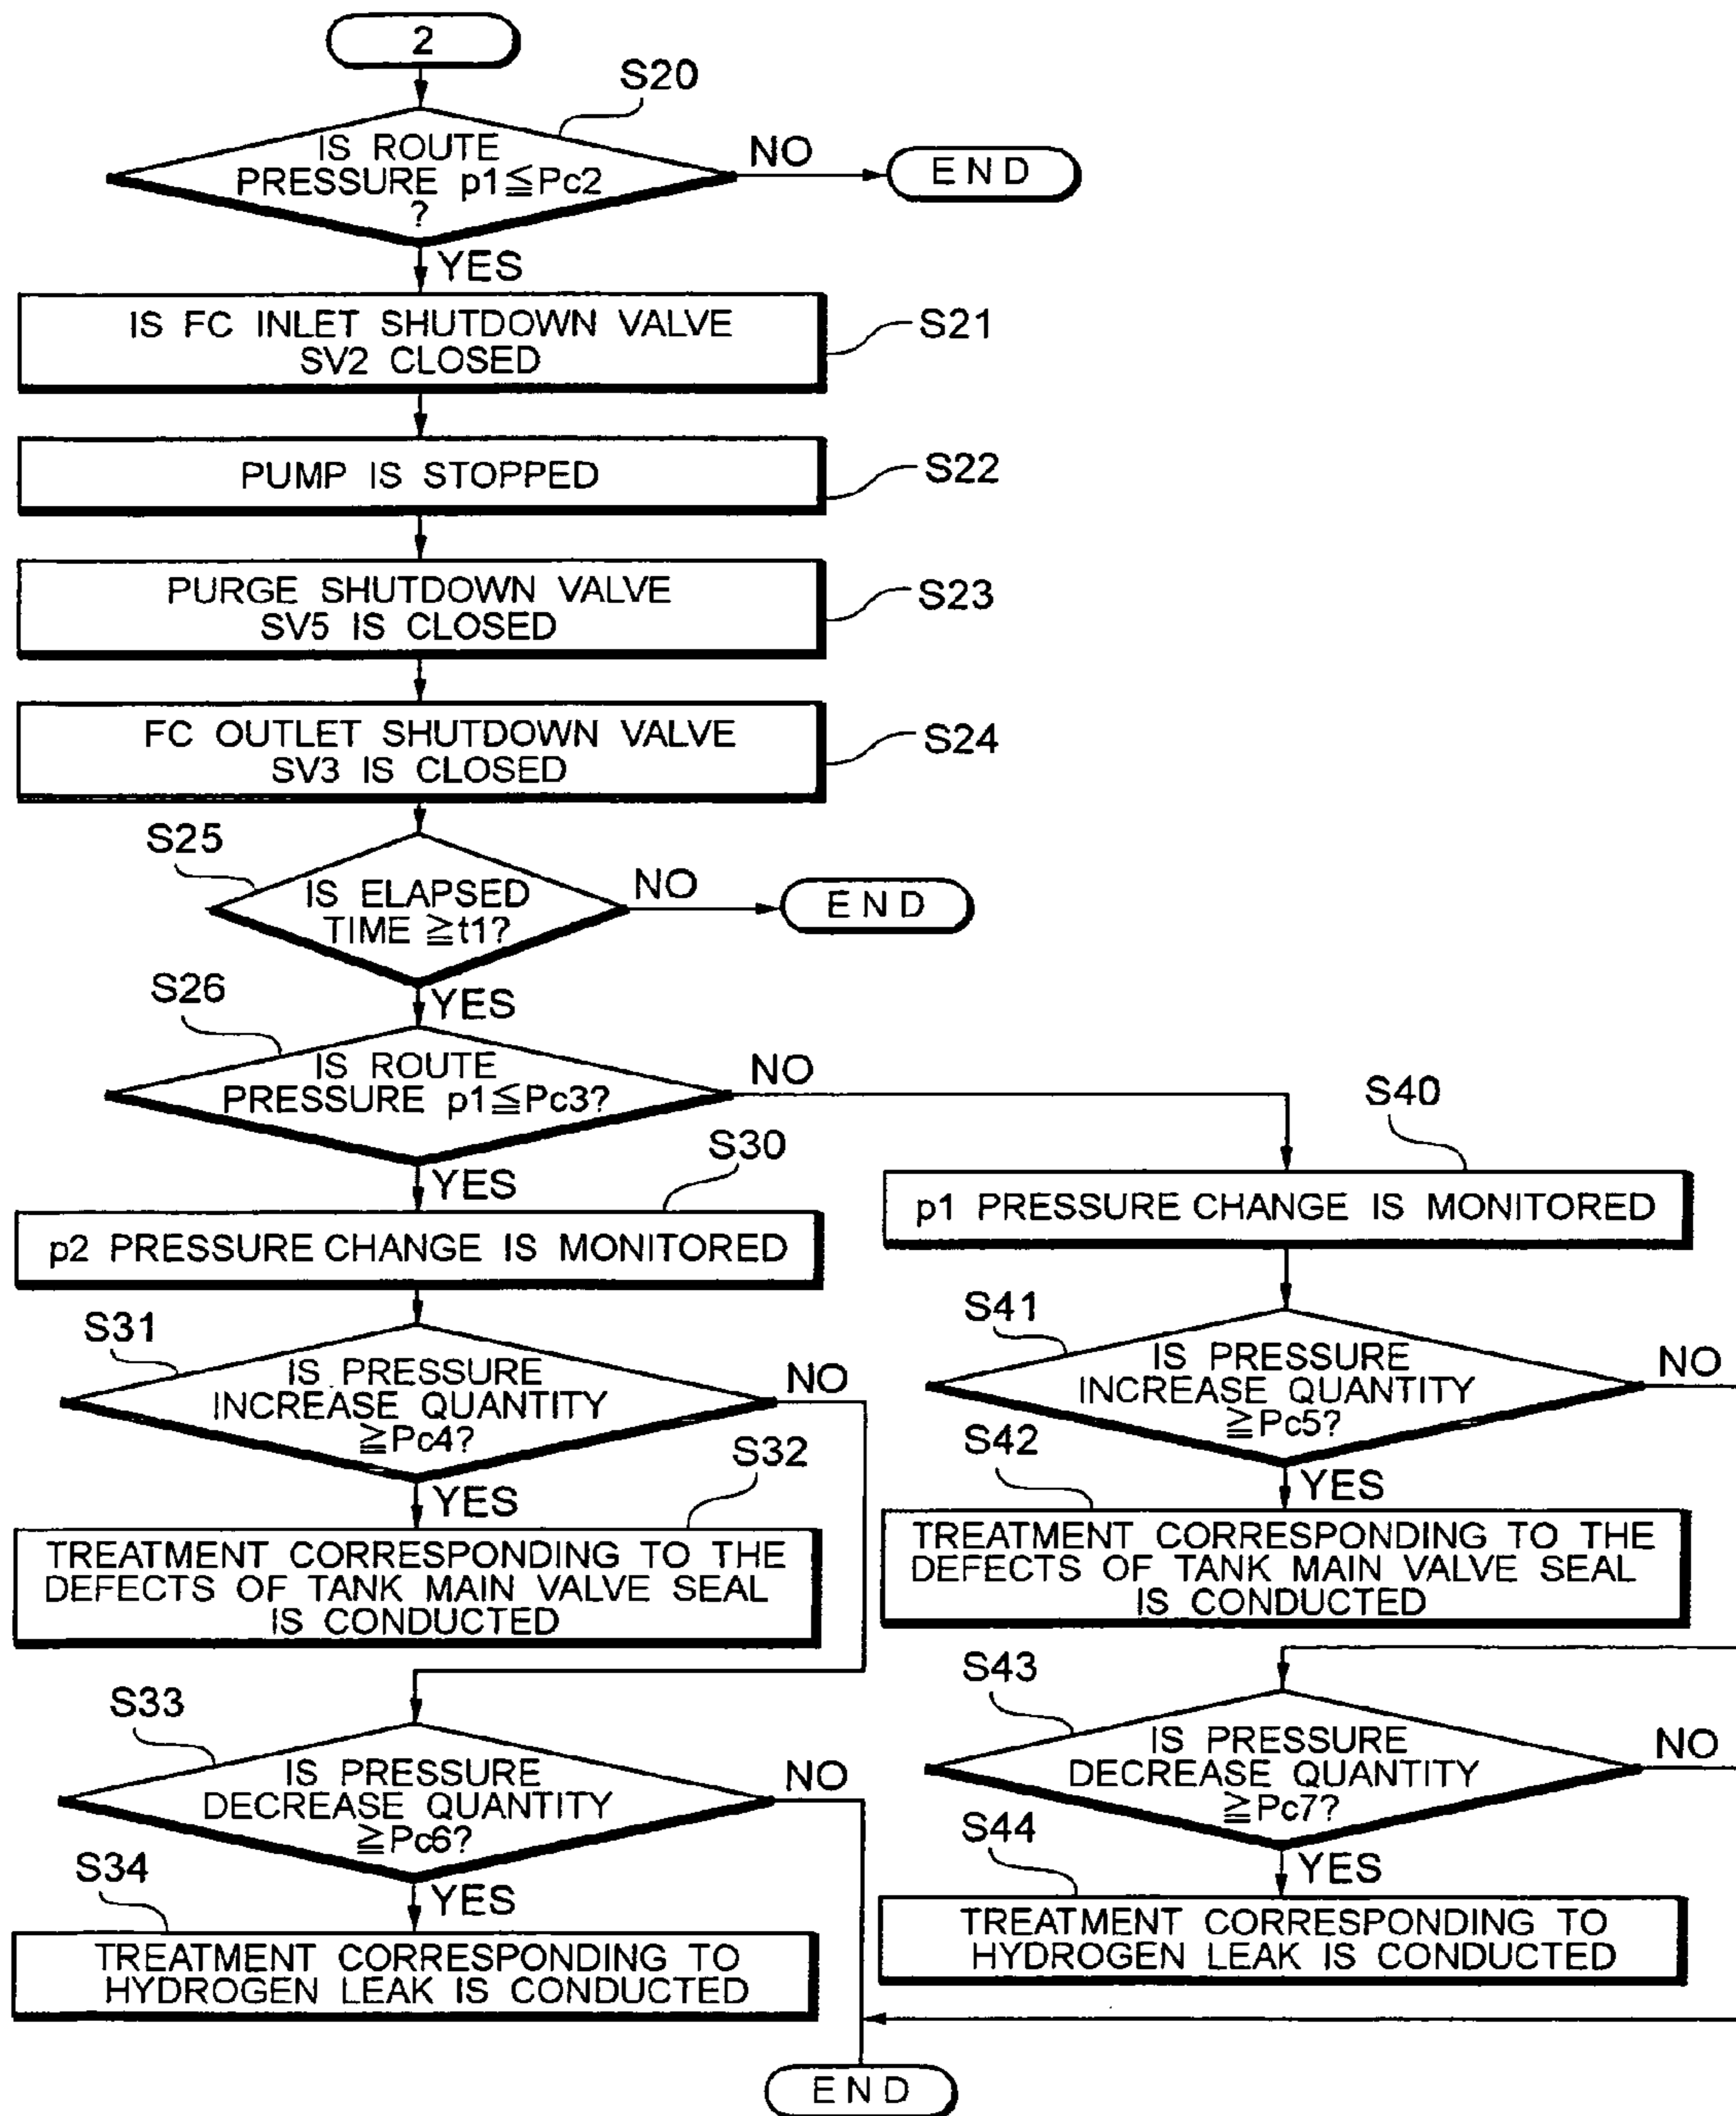 2
S20
IS ROUTE
PRESSURE p1≦Pc2
?
NO
END
YES
IS FC INLET SHUTDOWN VALVE
SV2 CLOSED
S21
PUMP IS STOPPED
S22
PURGE SHUTDOWN VALVE
SV5 IS CLOSED
S23
FC OUTLET SHUTDOWN VALVE
SV3 IS CLOSED
S24
S25
IS ELAPSED
TIME ≧t1?
NO
END
YES
S26
IS ROUTE
PRESSURE p1≦Pc3?
NO
YES
S30
p2 PRESSURE CHANGE IS MONITORED
S31
IS PRESSURE
INCREASE QUANTITY
≧Pc4?
NO
YES
S32
TREATMENT CORRESPONDING TO THE
DEFECTS OF TANK MAIN VALVE SEAL
IS CONDUCTED
S33
IS PRESSURE
DECREASE QUANTITY
≧Pc6?
NO
YES
S34
TREATMENT CORRESPONDING TO
HYDROGEN LEAK IS CONDUCTED
S40
p1 PRESSURE CHANGE IS MONITORED
S41
IS PRESSURE
INCREASE QUANTITY
≧Pc5?
NO
YES
S42
TREATMENT CORRESPONDING TO THE
DEFECTS OF TANK MAIN VALVE SEAL
IS CONDUCTED
S43
IS PRESSURE
DECREASE QUANTITY
≧Pc7?
NO
YES
S44
TREATMENT CORRESPONDING TO
HYDROGEN LEAK IS CONDUCTED
END